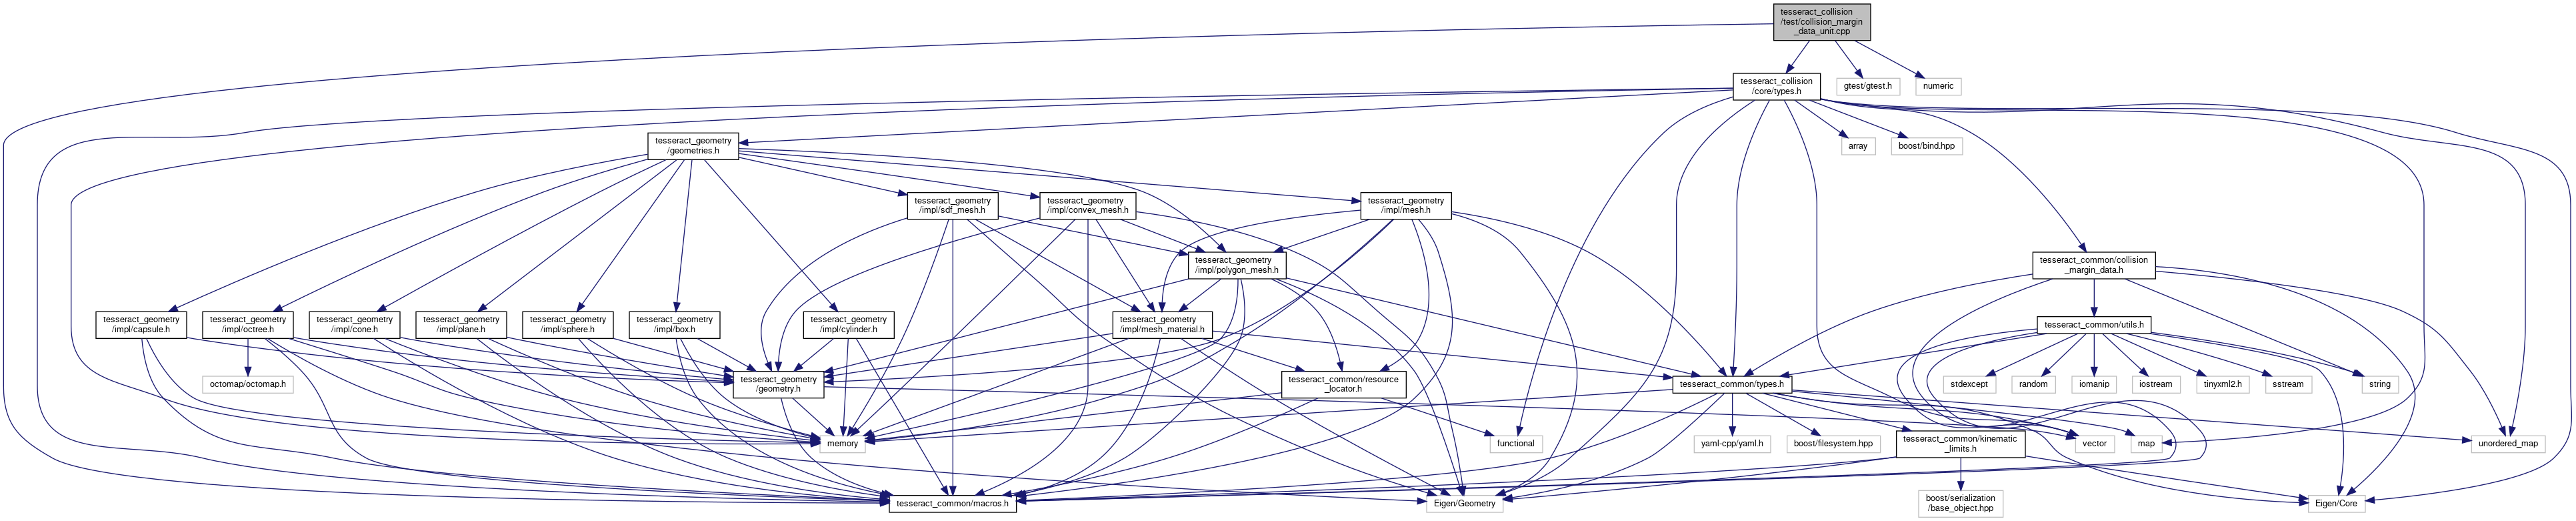 tesseract_collision
/test/collision_margin
_data_unit.cpp
tesseract_collision
/core/types.h
gtest/gtest.h
numeric
tesseract_geometry
/geometries.h
array
boost/bind.hpp
tesseract_geometry
/impl/sdf_mesh.h
tesseract_geometry
/impl/convex_mesh.h
tesseract_geometry
/impl/mesh.h
tesseract_geometry
/impl/polygon_mesh.h
tesseract_common/collision
_margin_data.h
tesseract_geometry
/impl/capsule.h
tesseract_geometry
/impl/octree.h
tesseract_geometry
/impl/cone.h
tesseract_geometry
/impl/plane.h
tesseract_geometry
/impl/sphere.h
tesseract_geometry
/impl/box.h
tesseract_geometry
/impl/cylinder.h
tesseract_geometry
/impl/mesh_material.h
tesseract_common/utils.h
octomap/octomap.h
tesseract_geometry
/geometry.h
tesseract_common/resource
_locator.h
tesseract_common/types.h
stdexcept
random
iomanip
iostream
tinyxml2.h
sstream
string
memory
functional
yaml-cpp/yaml.h
boost/filesystem.hpp
tesseract_common/kinematic
_limits.h
vector
map
unordered_map
tesseract_common/macros.h
Eigen/Geometry
boost/serialization
/base_object.hpp
Eigen/Core